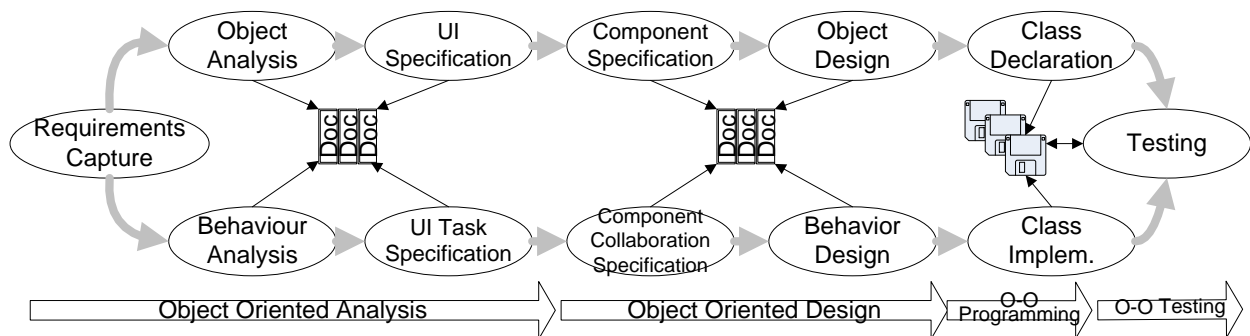 Object
Analysis
UI
Specification
Component
Specification
Object
Design
Class
Declaration
Requirements
Capture
Doc
Doc
Doc
Doc
Doc
Doc
Testing
Behaviour
Analysis
UI Task
Specification
Component
Collaboration
Specification
Behavior
Design
Class
Implem.
Object Oriented Analysis
Object Oriented Design
O-O
Programming
O-O Testing